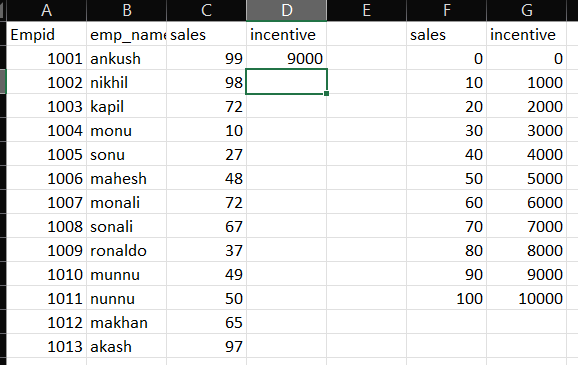 A B C D E F G
Empid emp_name sales incentive sales incentive
1001 ankush 99 9000 0 0
1002 nikhil 98 10 1000
1003 kapil 72 20 2000
1004 monu 10 30 3000
1005 sonu 27 40 4000
1006 mahesh 48 50 5000
1007 monali 72 60 6000
1008 sonali 67 70 7000
1009 ronaldo 37 80 8000
1010 munnu 49 90 9000
1011 nunnu 50 100 10000
1012 makhan 65
1013 akash 97